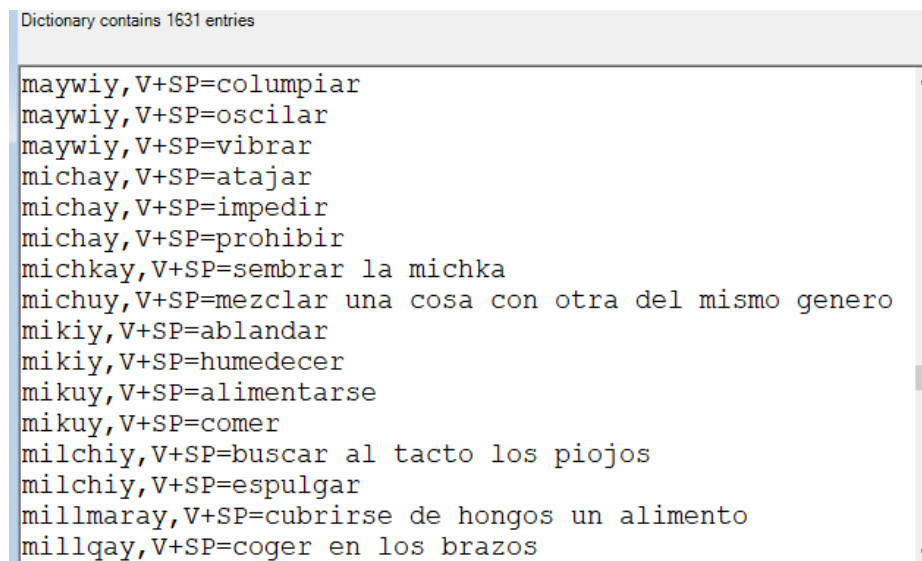 Dictionary contains 1631 entries
maywiy,V+SP=columpiar
maywiy,V+SP=oscilar
maywiy,V+SP=vibrar
michay,V+SP=atajar
michay,V+SP=impedir
michay,V+SP=prohibir
michkay,V+SP=sembrar la michka
michuy,V+SP=mezclar una cosa con otra del mismo genero
mikiy,V+SP=ablandar
mikiy,V+SP=humedecer
mikuy,V+SP=alimentarse
mikuy,V+SP=comer
milchiy,V+SP=buscar al tacto los piojos
milchiy,V+SP=espulgar
millmaray,V+SP=cubrirse de hongos un alimento
millqay,V+SP=coger en los brazos